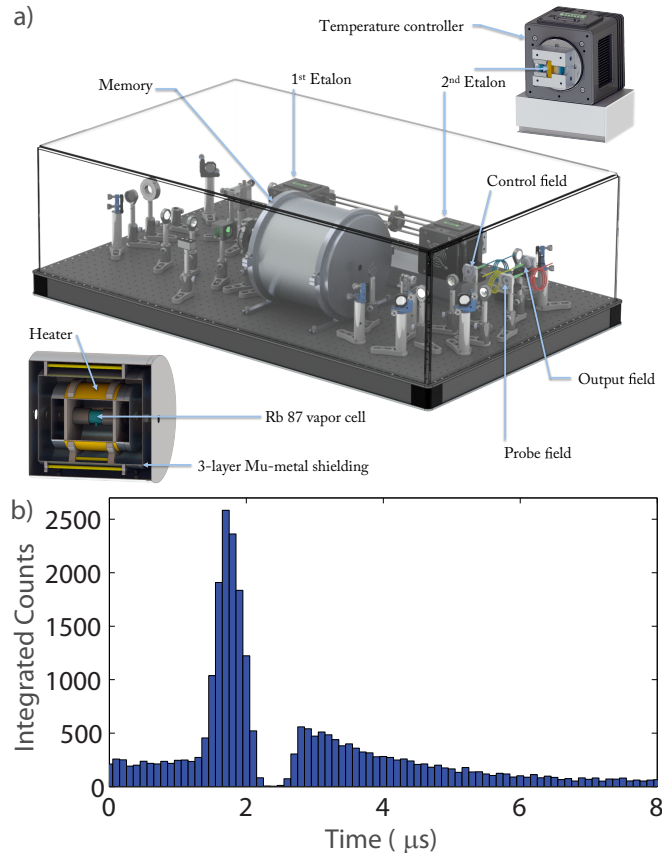 a)
Temperature controller
1st Etalon
Memory
2nd Etalon
Control field
Heater
Output field
Rb 87 vapor cell
Probe field
3-layer Mu-metal shielding
b)
Integrated Counts
2500
2000
1500
1000
500
0
0 2 4 6 8
Time ( μs)